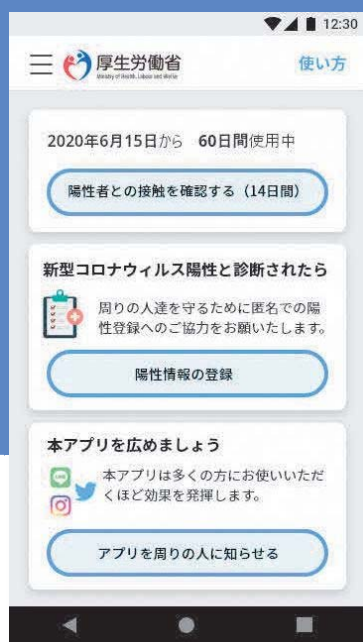 12:30
厚生労働省
Ministry of Health, Labour and Welfare
使い方
2020年6月15日から 60日間使用中
陽性者との接触を確認する（14日間）
新型コロナウィルス陽性と診断されたら
周りの人達を守るために匿名での陽
性登録へのご協力をお願いたします。
陽性情報の登録
本アプリを広めましょう
本アプリは多くの方にお使いいただ
くほど効果を発揮します。
アプリを周りの人に知らせる